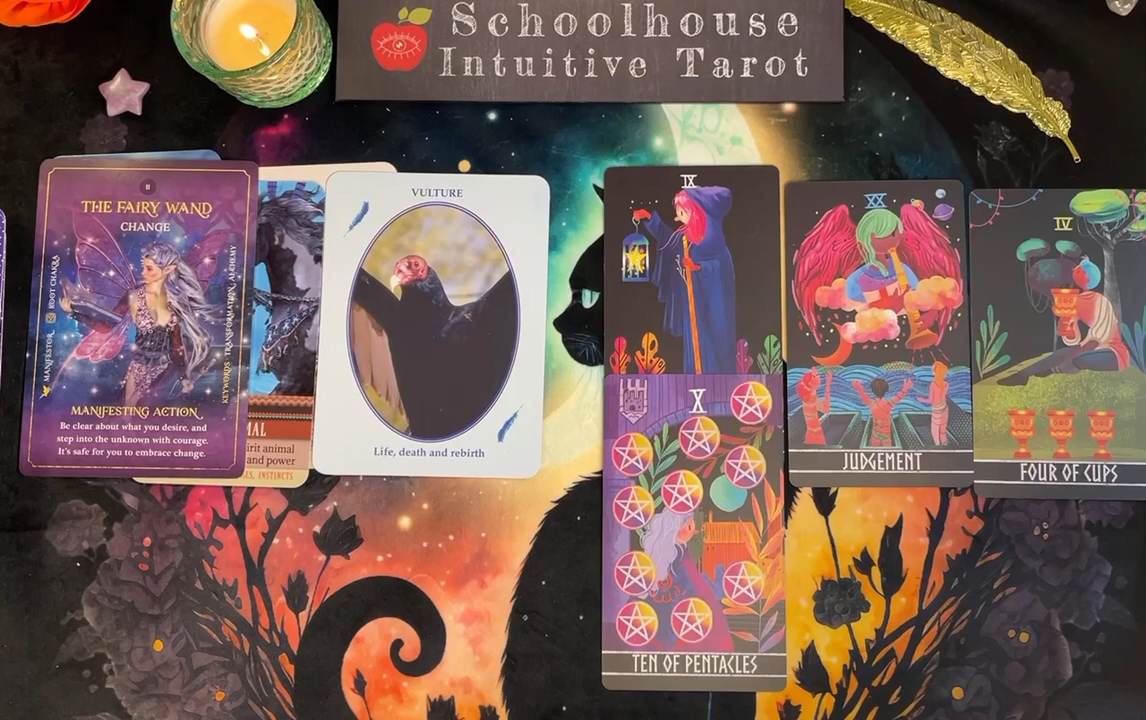 Schoolhouse
Intuitive Tarot
II
THE FAIRY WAND
CHANGE
MANIFESTOR
ROOT CHAKRA
KEYWORDS: TRANSFORMATION, ALCHEMY
MANIFESTING ACTION
Be clear about what you desire, and
step into the unknown with courage.
It's safe for you to embrace change.
MAL
irit animal
and power
INSTINCTS
VULTURE
Life, death and rebirth
IX
X
TEN OF PENTACLES
XX
JUDGEMENT
IV
FOUR OF CUPS